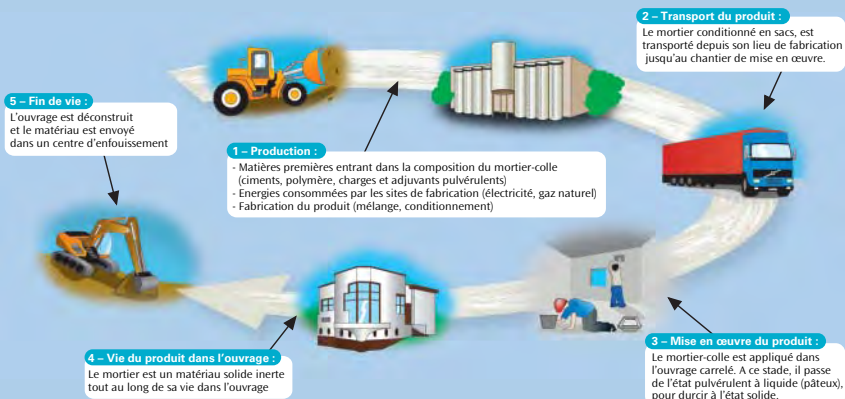 1 – Production :
- Matières premières entrant dans la composition du mortier-colle
(ciments, polymère, charges et adjuvants pulvérulents)
- Energies consommées par les sites de fabrication (électricité, gaz naturel)
- Fabrication du produit (mélange, conditionnement)
2 – Transport du produit :
Le mortier conditionné en sacs, est
transporté depuis son lieu de fabrication
jusqu'au chantier de mise en œuvre.
3 – Mise en œuvre du produit :
Le mortier-colle est appliqué dans
l'ouvrage carrelé. A ce stade, il passe
de l'état pulvérulent à liquide (pâteux),
pour durcir à l'état solide.
4 – Vie du produit dans l'ouvrage :
Le mortier est un matériau solide inerte
tout au long de sa vie dans l'ouvrage
5 – Fin de vie :
L'ouvrage est déconstruit
et le matériau est envoyé
dans un centre d'enfouissement